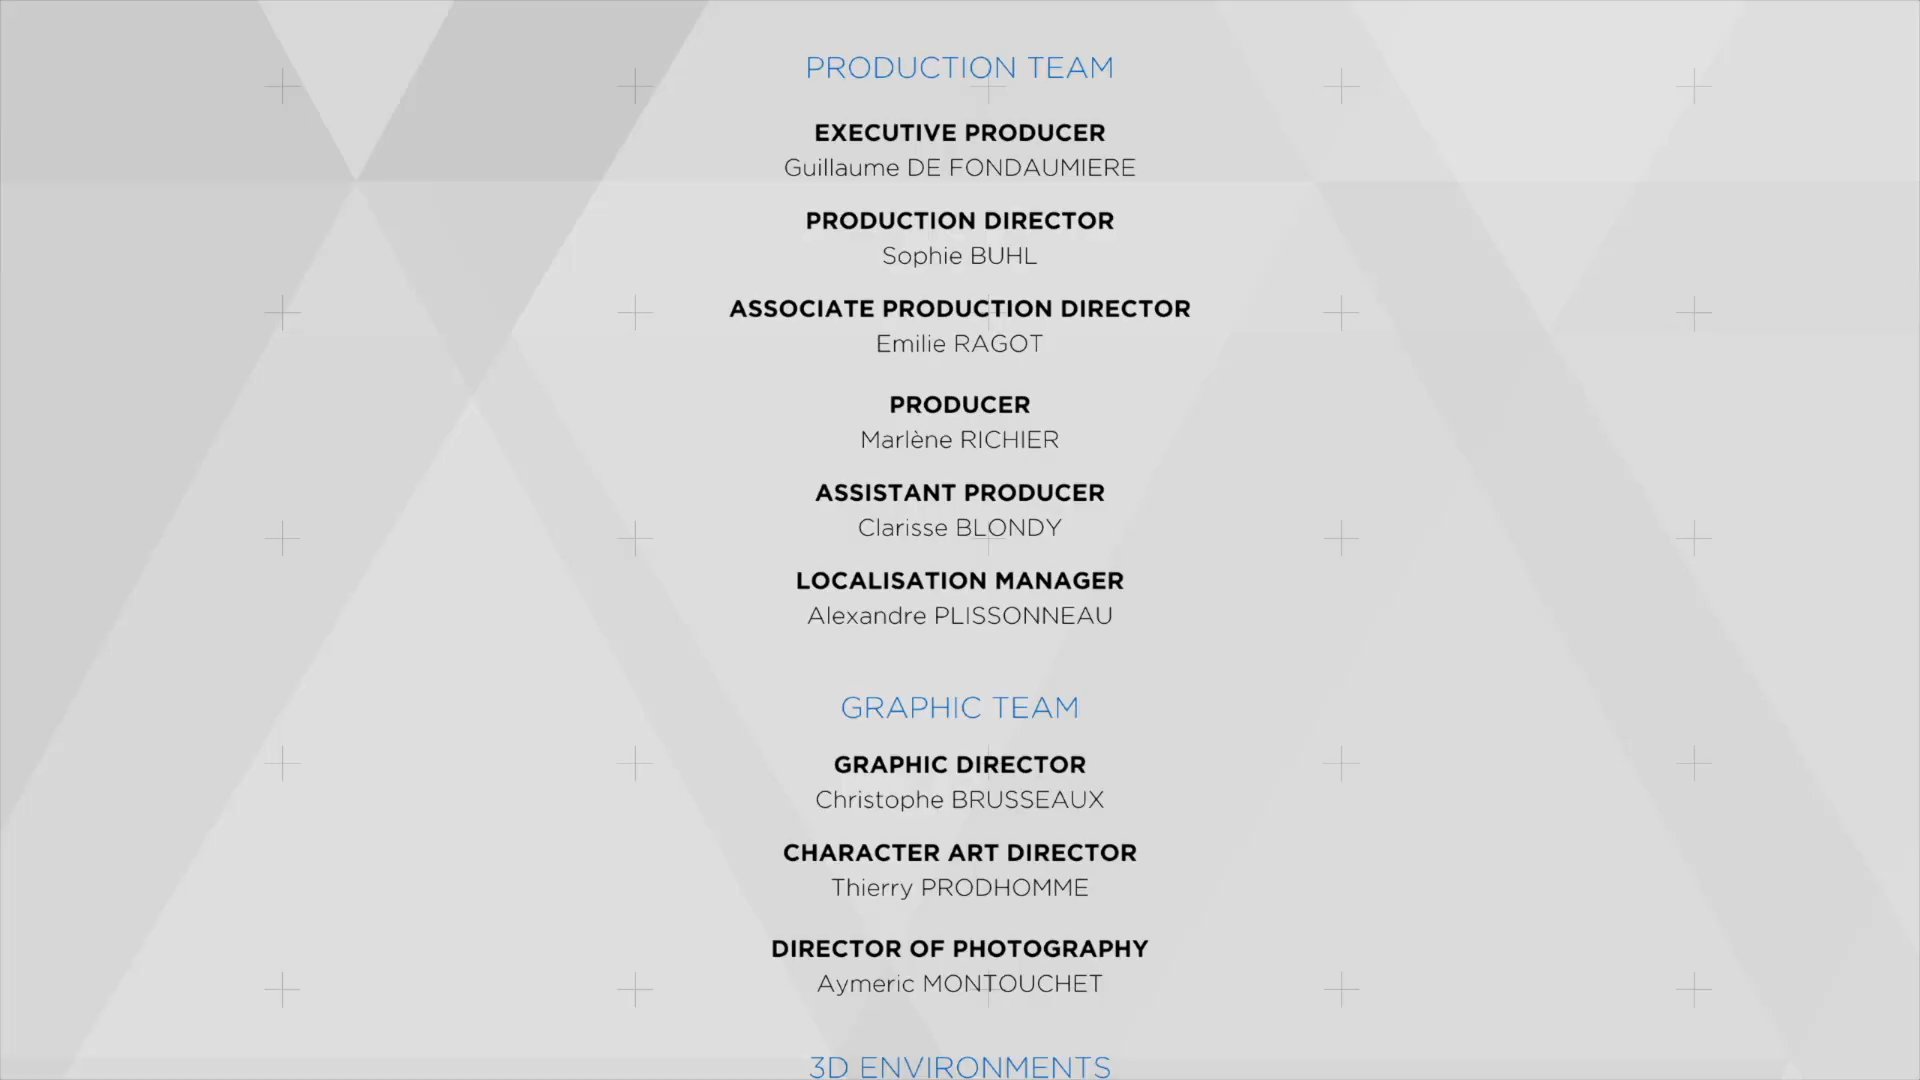 PRODUCTION TEAM
EXECUTIVE PRODUCER
Guillaume DE FONDAUMIERE
PRODUCTION DIRECTOR
Sophie BUHL
ASSOCIATE PRODUCTION DIRECTOR
Emilie RAGOT
PRODUCER
Marlène RICHIER
ASSISTANT PRODUCER
Clarisse BLONDY
LOCALISATION MANAGER
Alexandre PLISSONNEAU
GRAPHIC TEAM
GRAPHIC DIRECTOR
Christophe BRUSSEAUX
CHARACTER ART DIRECTOR
Thierry PRODHOMME
DIRECTOR OF PHOTOGRAPHY
Aymeric MONTOUCHET
3D ENVIRONMENTS